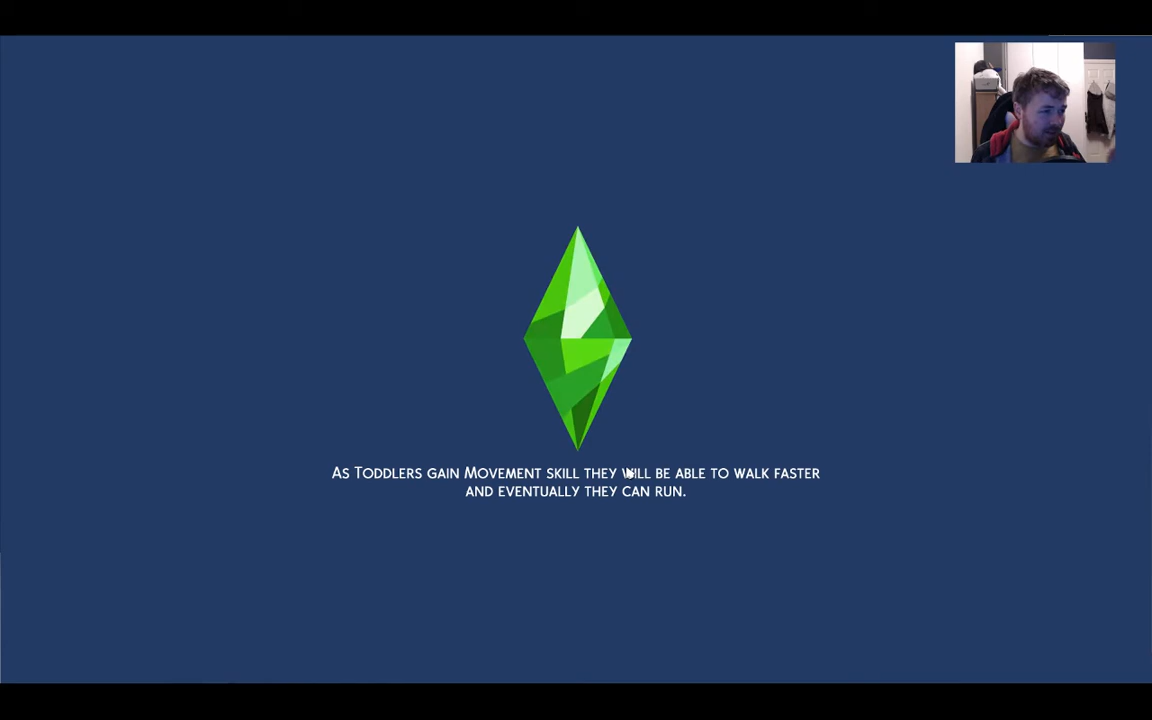 As Toddlers gain Movement skill they will be able to walk faster
and eventually they can run.